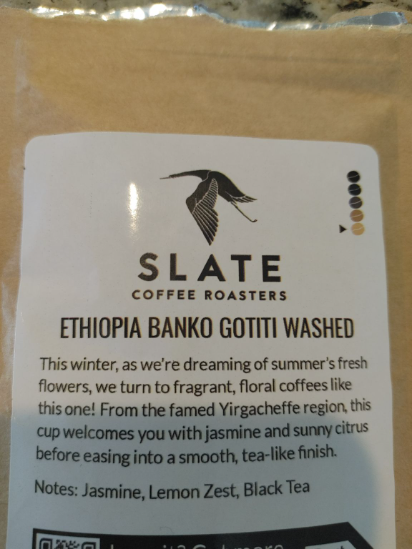 SLATE
COFFEE ROASTERS
ETHIOPIA BANKO GOTITI WASHED
This winter, as we're dreaming of summer's fresh
flowers, we turn to fragrant, floral coffees like
this one! From the famed Yirgacheffe region, this
cup welcomes you with jasmine and sunny citrus
before easing into a smooth, tea-like finish.
Notes: Jasmine, Lemon Zest, Black Tea